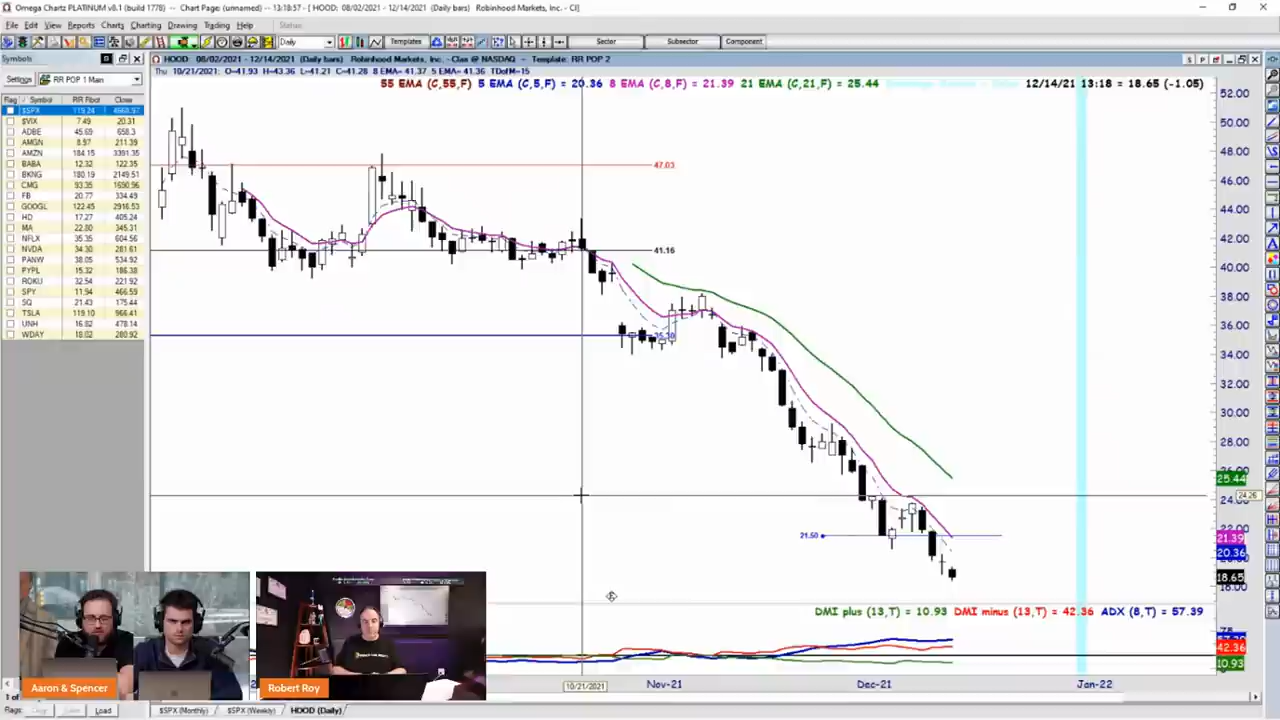 Omega Chartz PLATINUM v8.1 (build 1778) -- Chart Page: (unnamed) -- 13:18:57 - [ HOOD: 08/02/2021 - 12/14/2021 (Daily bars) Robinhood Markets, Inc. - Cl
File Edit View Reports Charts Charting Drawing Trading Help Status
Daily Templates Sector Subsector Component
Symbols
HOOD: 08/02/2021 - 12/14/2021 (Daily bars) Robinhood Markets, Inc. - Clas @ NASDAQ - Template: RR POP 2
Settings RR POP 1 Main
Thu 10/21/2021: O=41.93 H=43.36 L=41.21 C=41.28 8 EMA= 41.37 5 EMA= 41.36 TDofM=15
55 EMA (C,55,F) 5 EMA (C,5,F) = 20.36 8 EMA (C,8,F) = 21.39 21 EMA (C,21,F) = 25.44
12/14/21 13:18 = 18.65 (-1.05)
Flag Symbol RR Float Close
$SPX 119.24
$VIX 7.49 20.31
ADBE 45.69 658.3
AMGN 8.97 211.39
AMZN 184.15 3391.35
BABA 12.32 122.35
BKNG 180.19 2149.51
CMG 93.35 1690.96
FB 20.77 334.49
GOOGL 122.45 2916.53
HD 17.27 405.24
MA 22.80 345.31
NFLX 35.35 604.56
NVDA 34.30 281.61
PANW 38.05 534.92
PYPL 15.32 186.38
ROKU 32.54 221.92
SPY 11.94 466.59
SQ 21.43 175.44
TSLA 119.10 966.41
UNH 16.82 478.14
WDAY 18.02 280.92
52.00
50.00
48.00
47.03
46.00
44.00
42.00
41.16
40.00
38.00
36.00
34.00
32.00
30.00
28.00
25.44
24.26
21.50
21.39
20.36
18.65
18.00
DMI plus (13,T) = 10.93 DMI minus (13,T) = 42.36 ADX (8,T) = 57.39
42.36
10.93
Aaron & Spencer
Robert Roy
10/21/2021
Nov-21
Dec-21
Jan-22
Flags: Load
$SPX (Monthly) $SPX (Weekly) HOOD (Daily)